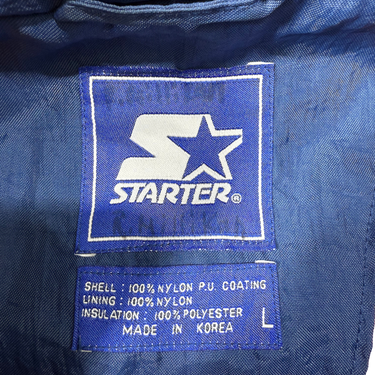 STARTER®
SHELL : 100% NYLON P.U. COATING
LINING : 100% NYLON
INSULATION : 100% POLYESTER
MADE IN KOREA
L